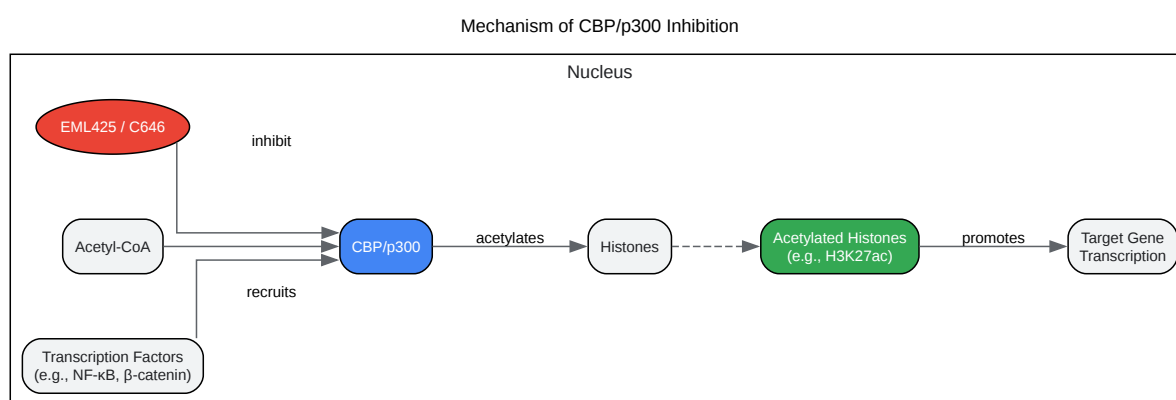 Mechanism of CBP/p300 Inhibition
Nucleus
EML425 / C646
inhibit
Acetyl-CoA
CBP/p300
acetylates
Histones
Acetylated Histones
(e.g., H3K27ac)
promotes
Target Gene
Transcription
recruits
Transcription Factors
(e.g., NF-κB, β-catenin)